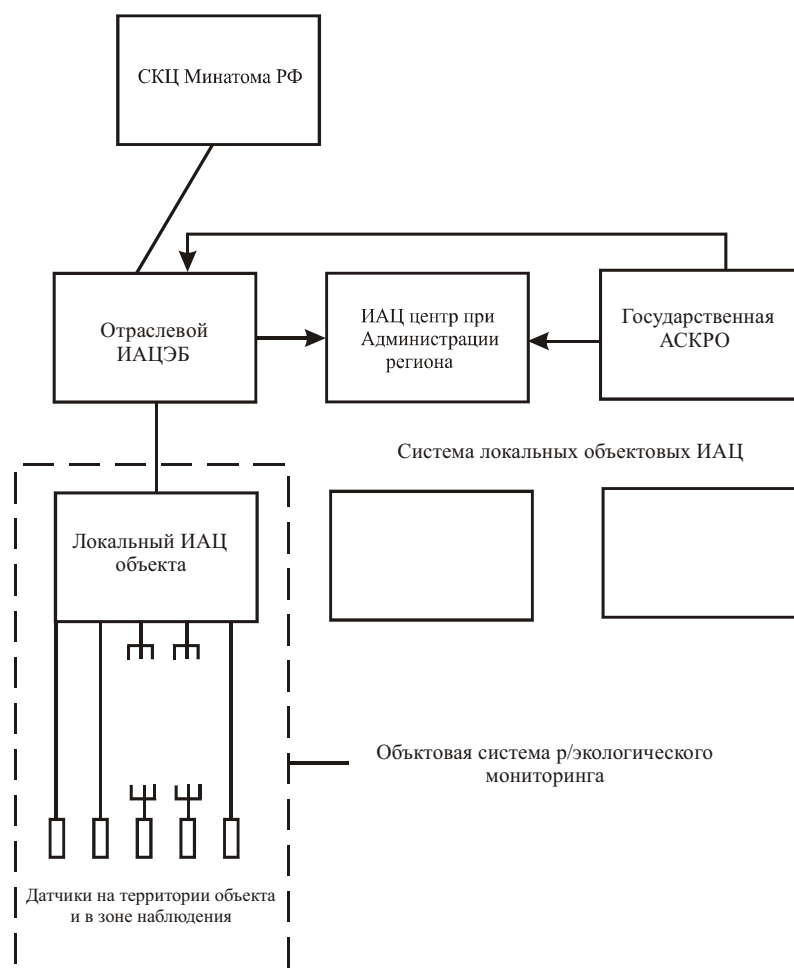 СКЦ Минатома РФ
Отраслевой
ИАЦЭБ
ИАЦ центр при
Администрации
региона
Государственная
АСКРО
Система локальных объектовых ИАЦ
Локальный ИАЦ
объекта
Объктовая система р/экологического
мониторинга
Датчики на территории объекта
и в зоне наблюдения